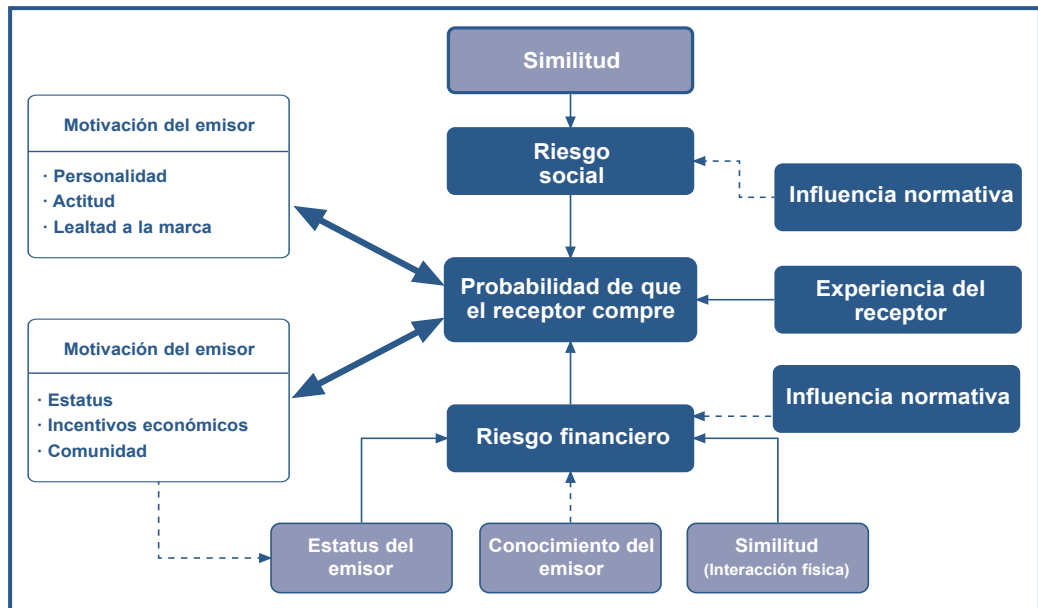 Similitud
Motivación del emisor
· Personalidad
· Actitud
· Lealtad a la marca
Riesgo
social
Influencia normativa
Probabilidad de que
el receptor compre
Experiencia del
receptor
Motivación del emisor
· Estatus
· Incentivos económicos
· Comunidad
Influencia normativa
Riesgo financiero
Estatus del
emisor
Conocimiento del
emisor
Similitud
(Interacción física)